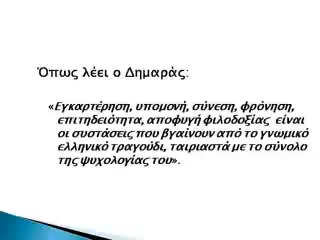 Όπως λέει ο Δημαράς:
«Εγκαρτέρηση, υπομονή, σύνεση, φρόνηση,
επιτηδειότητα, αποφυγή φιλοδοξίας είναι
οι συστάσεις που βγαίνουν από το γνωμικό
ελληνικό τραγούδι, ταιριαστά με το σύνολο
της ψυχολογίας του».